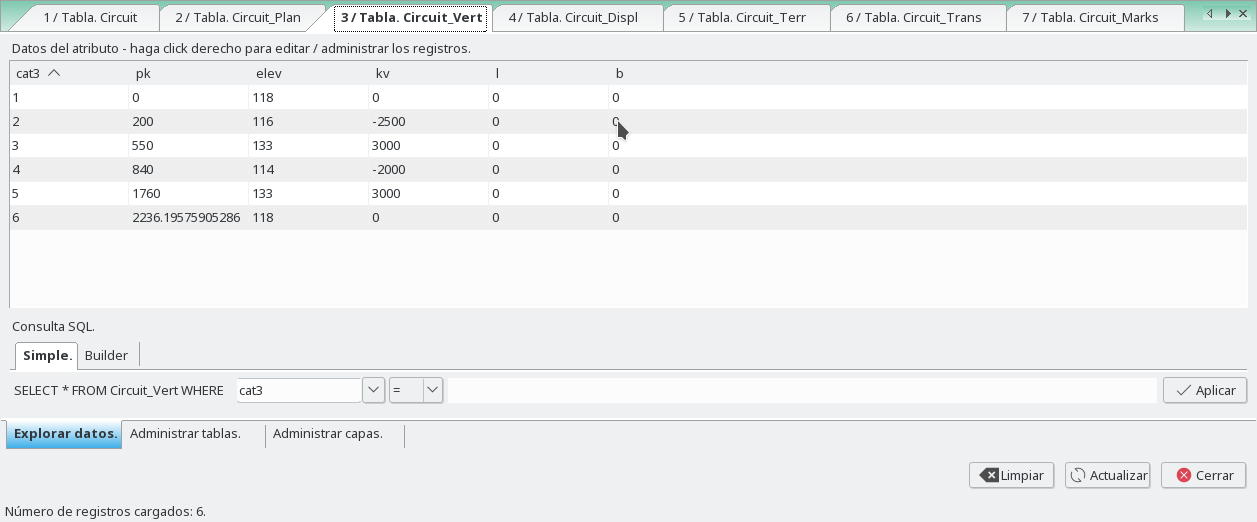 1 / Tabla. Circuit 2 / Tabla. Circuit_Plan 3 / Tabla. Circuit_Vert 4 / Tabla. Circuit_Displ 5 / Tabla. Circuit_Terr 6 / Tabla. Circuit_Trans 7 / Tabla. Circuit_Marks
Datos del atributo - haga click derecho para editar / administrar los registros.
cat3 pk elev kv l b
1 0 118 0 0 0
2 200 116 -2500 0 0
3 550 133 3000 0 0
4 840 114 -2000 0 0
5 1760 133 3000 0 0
6 2236.19575905286 118 0 0 0
Consulta SQL.
Simple. Builder
SELECT * FROM Circuit_Vert WHERE cat3 = Aplicar
Explorar datos. Administrar tablas. Administrar capas.
Limpiar Actualizar Cerrar
Número de registros cargados: 6.